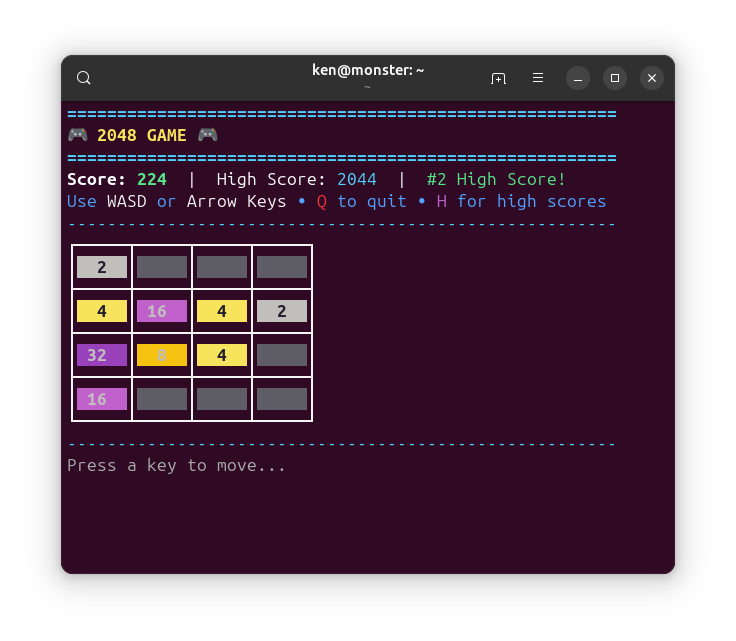 ken@monster: ~
~
=======================================================
🎮 2048 GAME 🎮
=======================================================
Score: 224 | High Score: 2044 | #2 High Score!
Use WASD or Arrow Keys • Q to quit • H for high scores
-------------------------------------------------------
2
4 16 4 2
32 8 4
16
-------------------------------------------------------
Press a key to move...